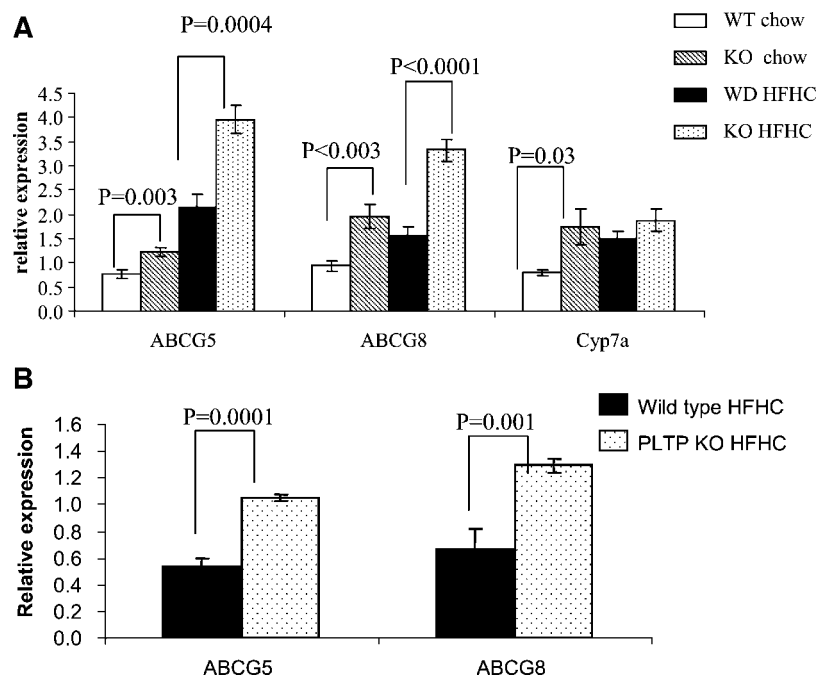 A
P=0.0004
WT chow
KO chow
WD HFHC
KO HFHC
P<0.0001
P<0.003
P=0.03
P=0.003
relative expression
4.5
4.0
3.5
3.0
2.5
2.0
1.5
1.0
0.5
0.0
ABCG5
ABCG8
Cyp7a
B
Wild type HFHC
PLTP KO HFHC
P=0.0001
P=0.001
Relative expression
1.6
1.4
1.2
1.0
0.8
0.6
0.4
0.2
0.0
ABCG5
ABCG8